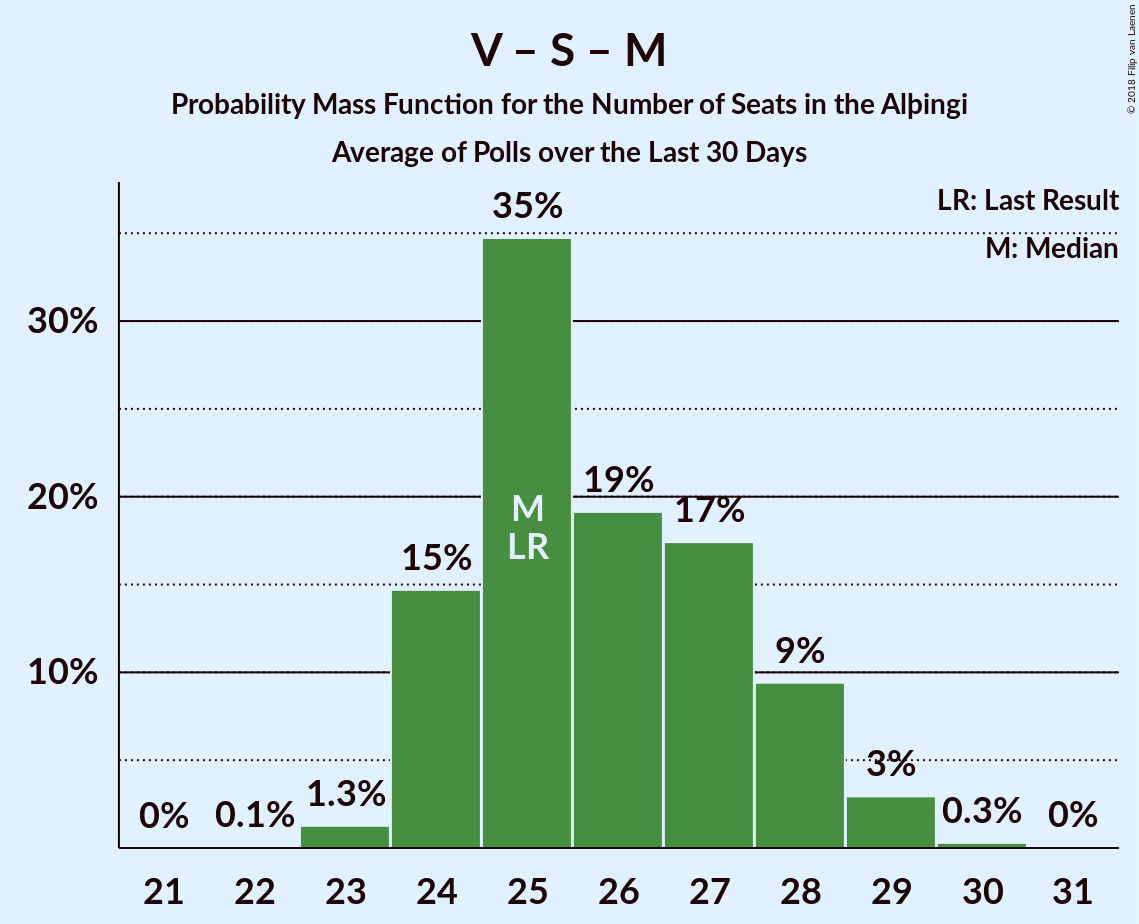 V – S – M
Probability Mass Function for the Number of Seats in the Alþingi
Average of Polls over the Last 30 Days
© 2018 Filip van Laenen
LR: Last Result
M: Median
35%
30%
19%
20%
17%
M
LR
15%
9%
10%
3%
1.3%
0%
0.1%
0.3%
0%
21 22 23 24 25 26 27 28 29 30 31